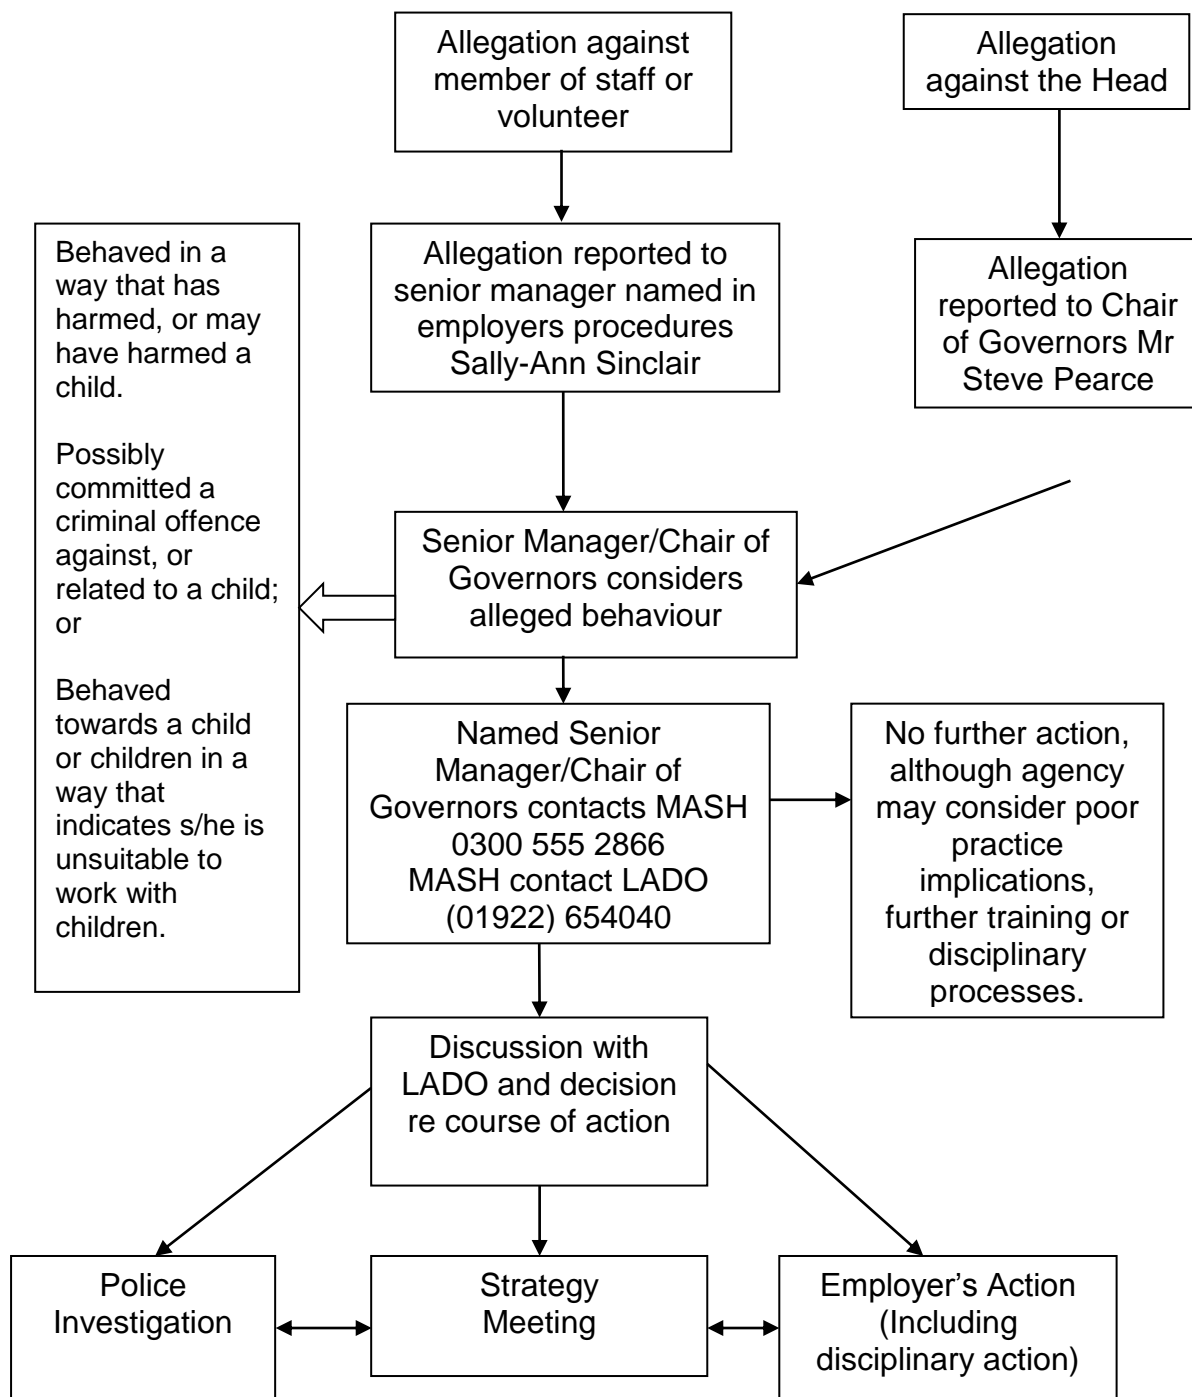 Allegation against
member of staff or
volunteer
Allegation
against the Head
Allegation reported to
senior manager named in
employers procedures
Sally-Ann Sinclair
Allegation
reported to Chair
of Governors Mr
Steve Pearce
Behaved in a
way that has
harmed, or may
have harmed a
child.
Possibly
committed a
criminal offence
against, or
related to a child;
or
Behaved
towards a child
or children in a
way that
indicates s/he is
unsuitable to
work with
children.
Senior Manager/Chair of
Governors considers
alleged behaviour
Named Senior
Manager/Chair of
Governors contacts MASH
0300 555 2866
MASH contact LADO
(01922) 654040
No further action,
although agency
may consider poor
practice
implications,
further training or
disciplinary
processes.
Discussion with
LADO and decision
re course of action
Police
Investigation
Strategy
Meeting
Employer’s Action
(Including
disciplinary action)